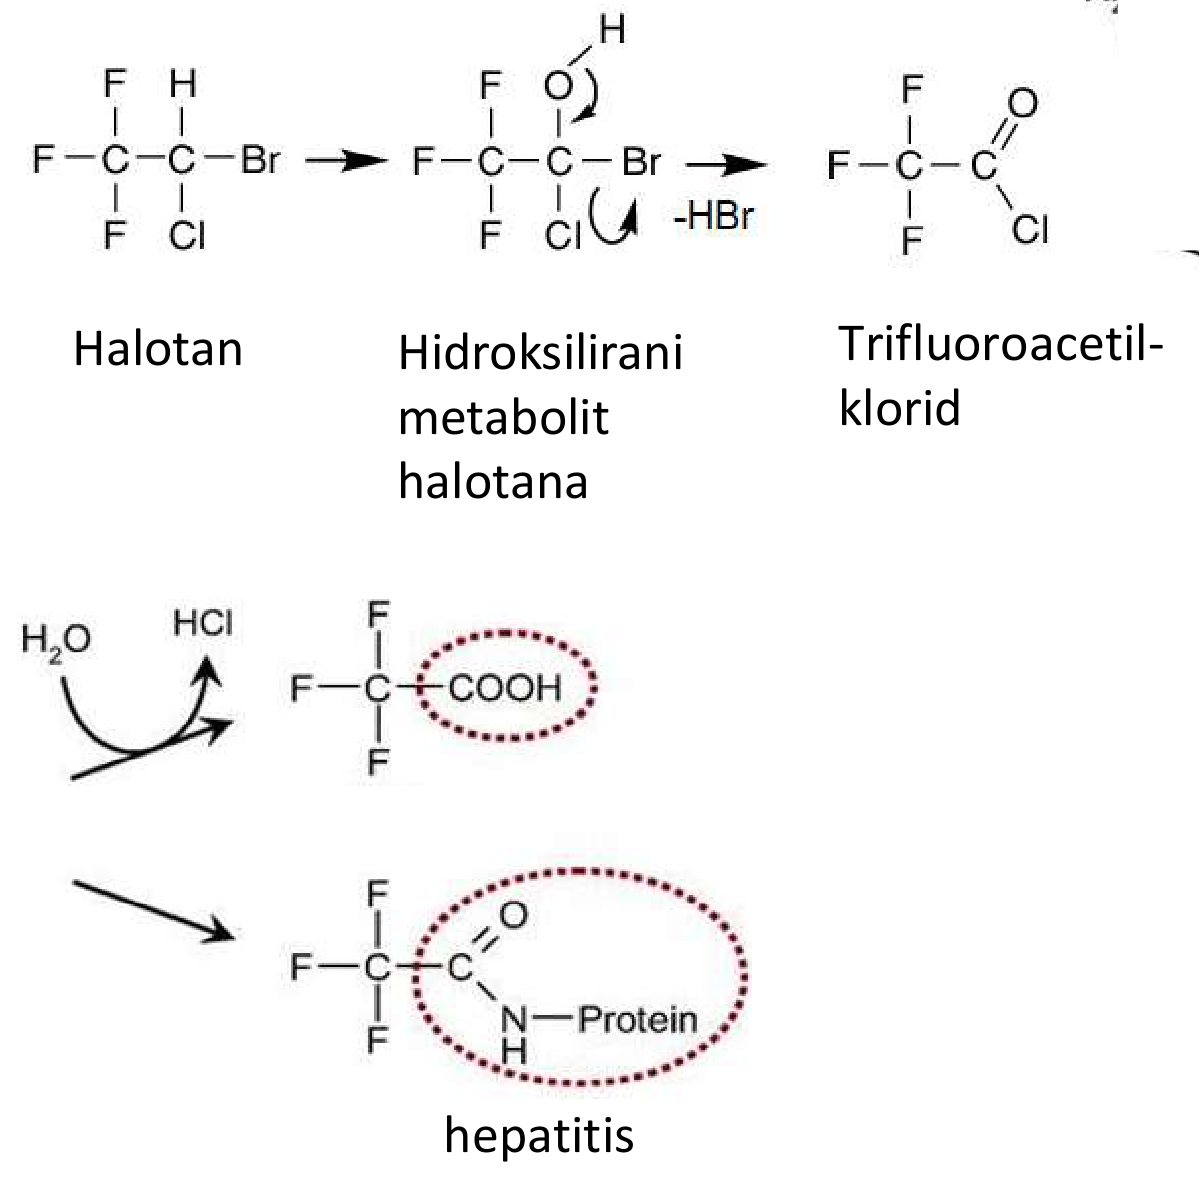 H
F H F O F O
F-C-C-Br F-C-C-Br F-C-C
-HBr
F Cl F Cl F Cl
Halotan
Hidroksilirani
metabolit
halotana
Trifluoroacetil-
klorid
H₂O HCl
F
F-C-COOH
F
F O
F-C-C
N-Protein
F H
hepatitis